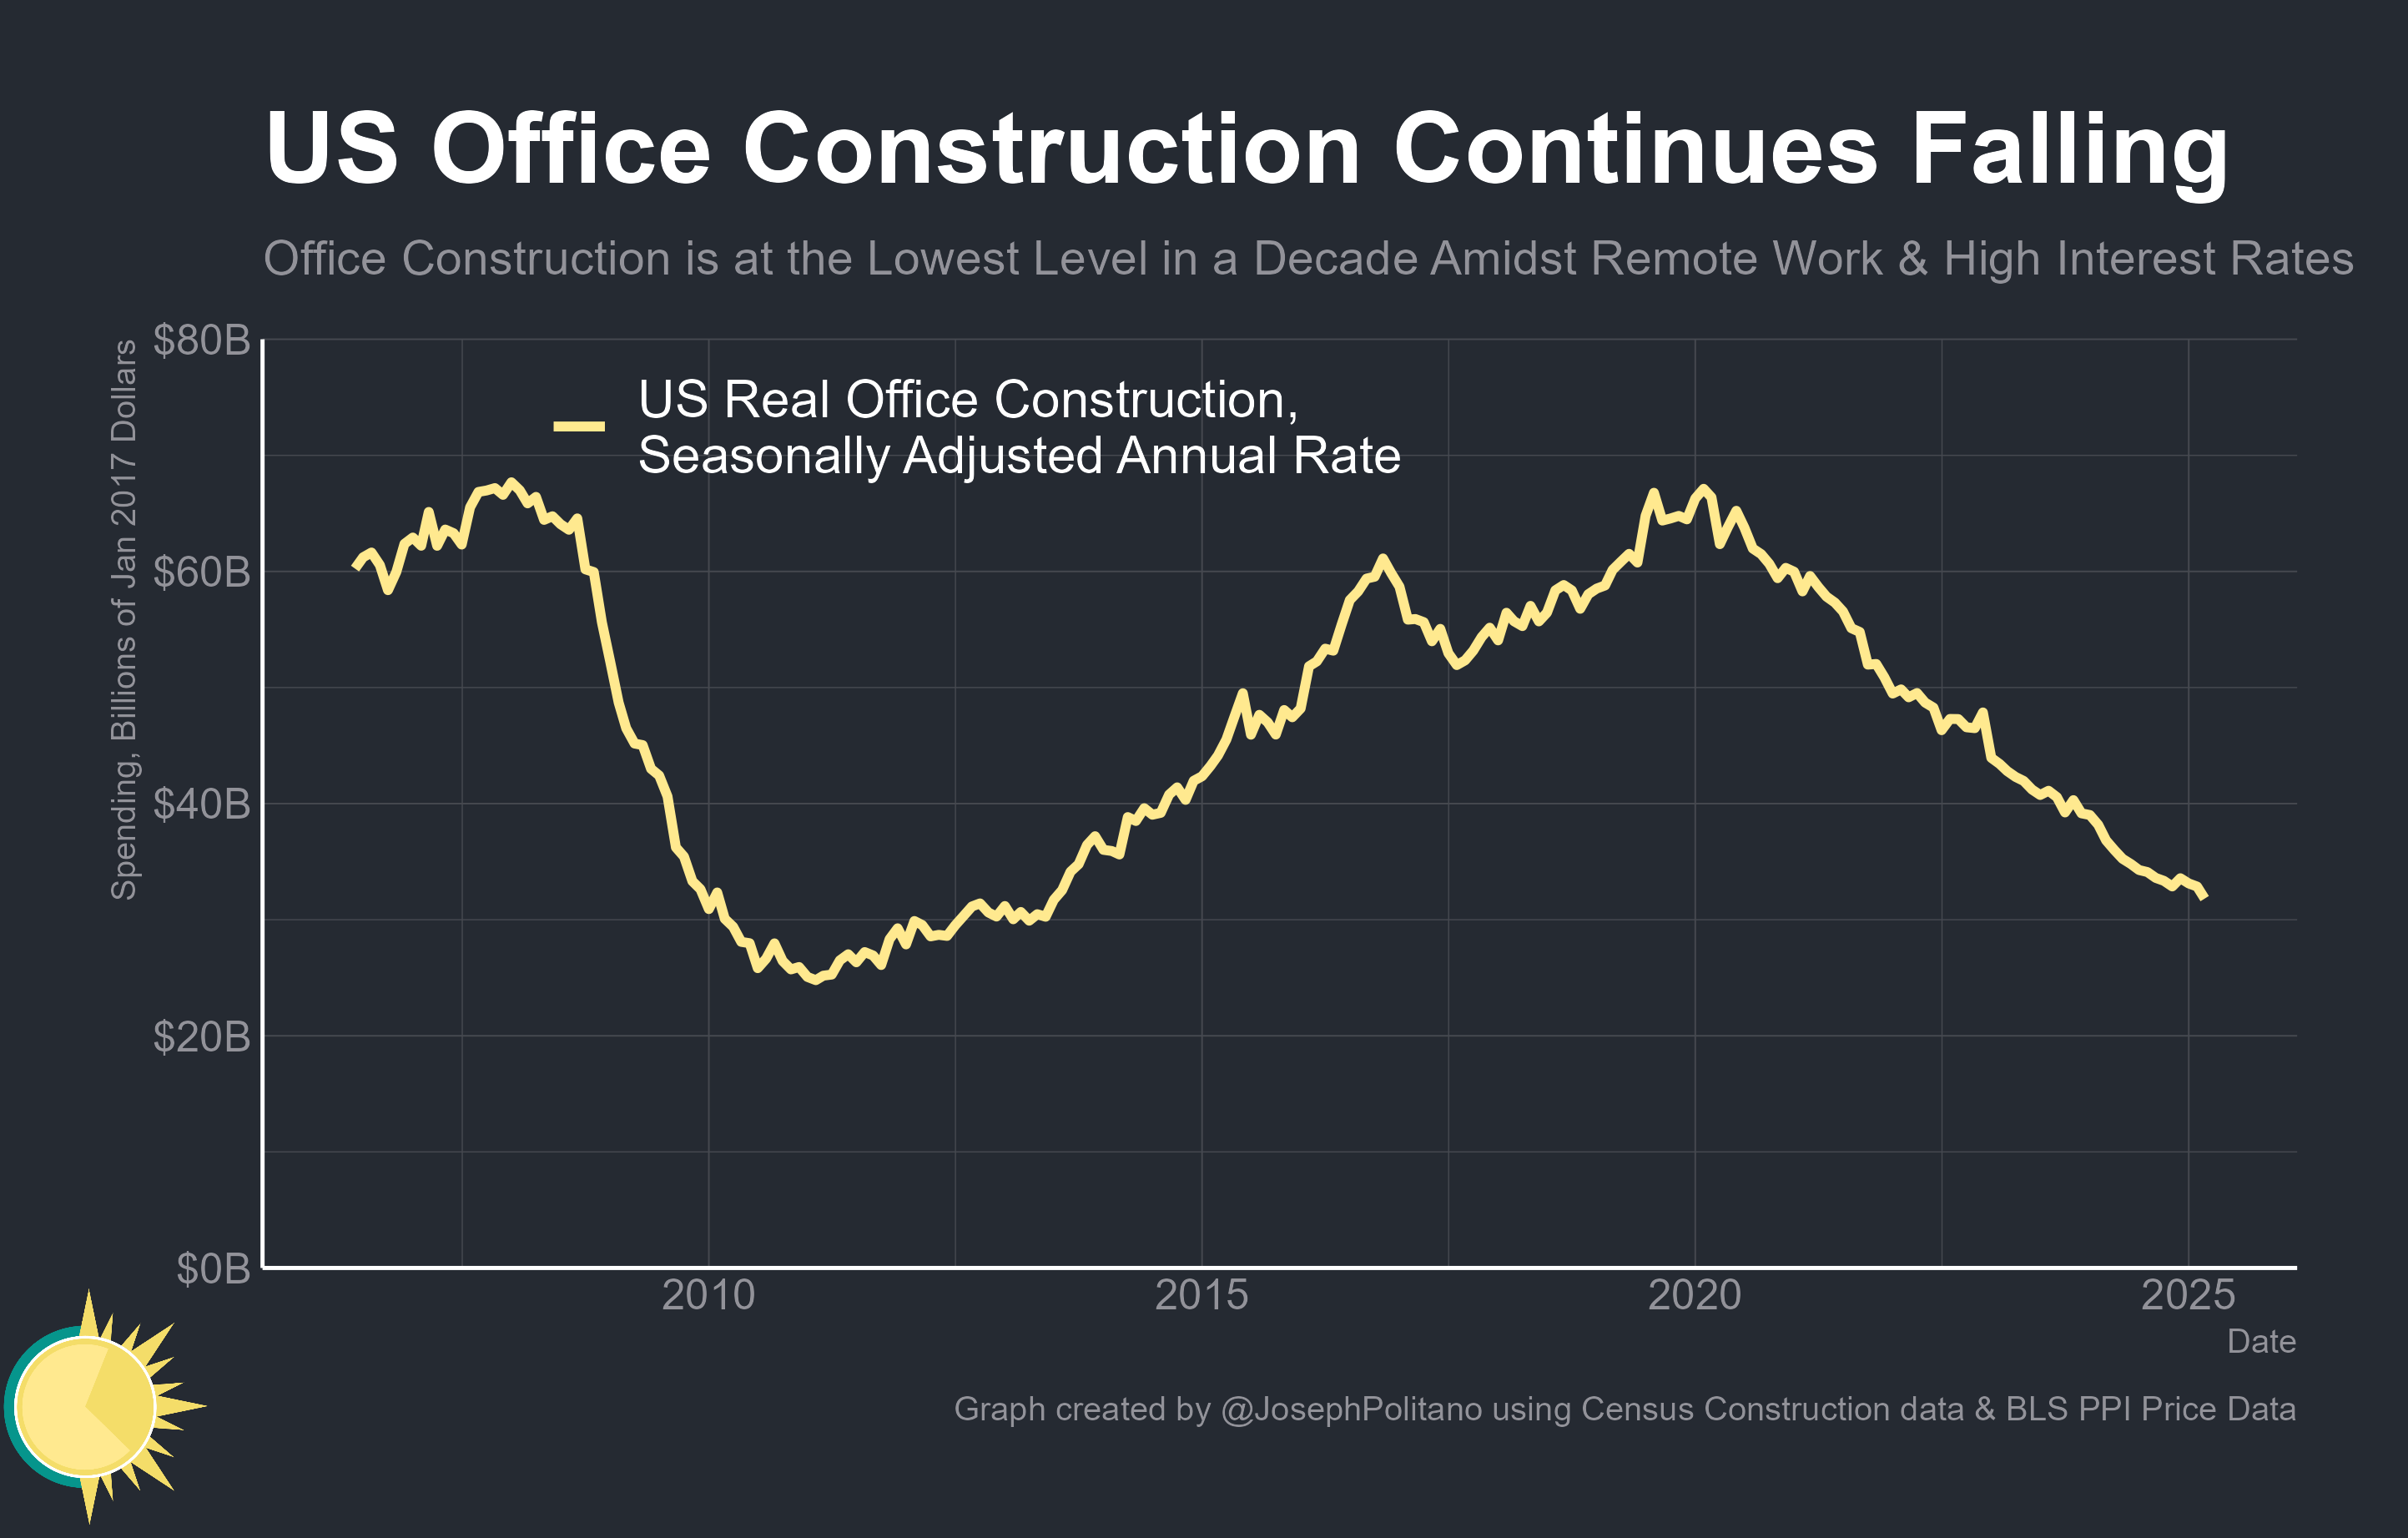 US Office Construction Continues Falling
Office Construction is at the Lowest Level in a Decade Amidst Remote Work & High Interest Rates
Spending, Billions of Jan 2017 Dollars
$80B
$60B
$40B
$20B
$0B
US Real Office Construction,
Seasonally Adjusted Annual Rate
2010
2015
2020
2025
Date
Graph created by @JosephPolitano using Census Construction data & BLS PPI Price Data